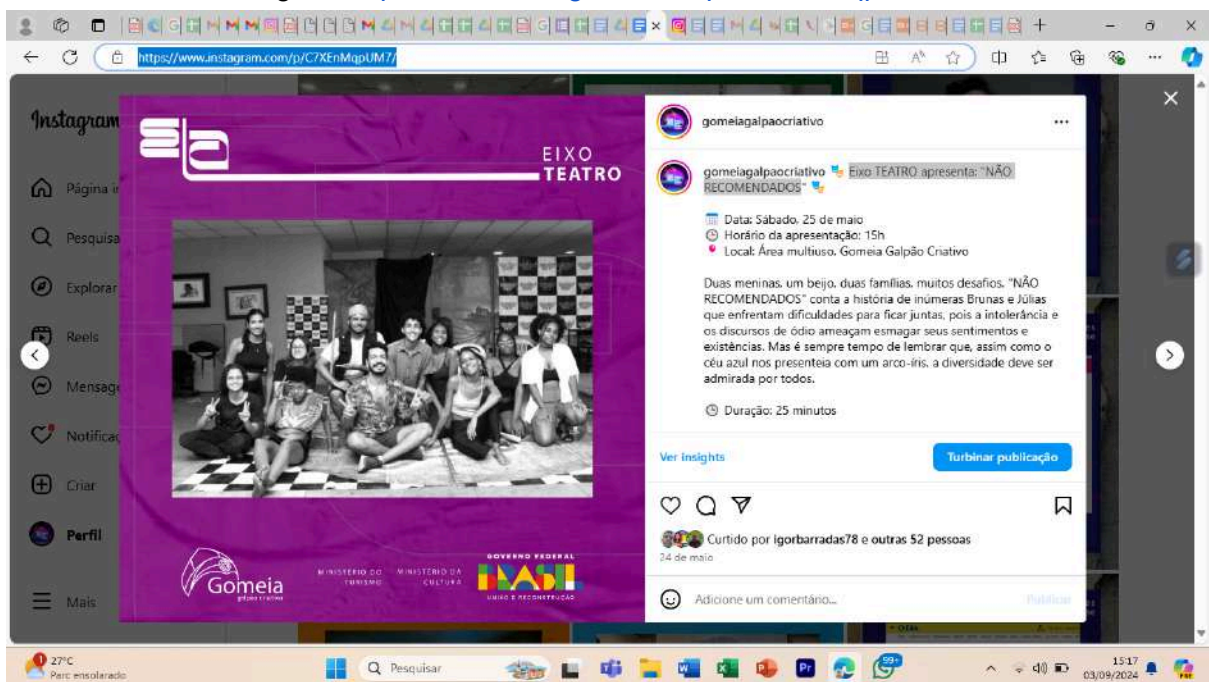 https://www.instagram.com/p/C7XEnMqpUM7/
Instagram
Página
Pesquisa
Explorar
Reels
Mensage
Notificaç
Criar
Perfil
Mais
EIXO
TEATRO
Gomeia
galpão criativo
MINISTÉRIO DO
TURISMO
MINISTÉRIO DA
CULTURA
GOVERNO FEDERAL
BRASIL
UNIÃO E RECONSTRUÇÃO
gomeiagalpaocriativo
gomeiagalpaocriativo Eixo TEATRO apresenta: "NÃO
RECOMENDADOS"
Data: Sábado, 25 de maio
Horário da apresentação: 15h
Local: Área multiuso, Gomeia Galpão Criativo
Duas meninas, um beijo, duas famílias, muitos desafios. "NÃO
RECOMENDADOS" conta a história de inúmeras Brunas e Júlias
que enfrentam dificuldades para ficar juntas, pois a intolerância e
os discursos de ódio ameaçam esmagar seus sentimentos e
existências. Mas é sempre tempo de lembrar que, assim como o
céu azul nos presenteia com um arco-íris, a diversidade deve ser
admirada por todos.
Duração: 25 minutos
Ver insights
Turbinar publicação
Curtido por igorbarradas78 e outras 52 pessoas
24 de maio
Adicione um comentário...
Publicar
27°C
Parc ensolarado
Pesquisar
99+
15:17
03/09/2024